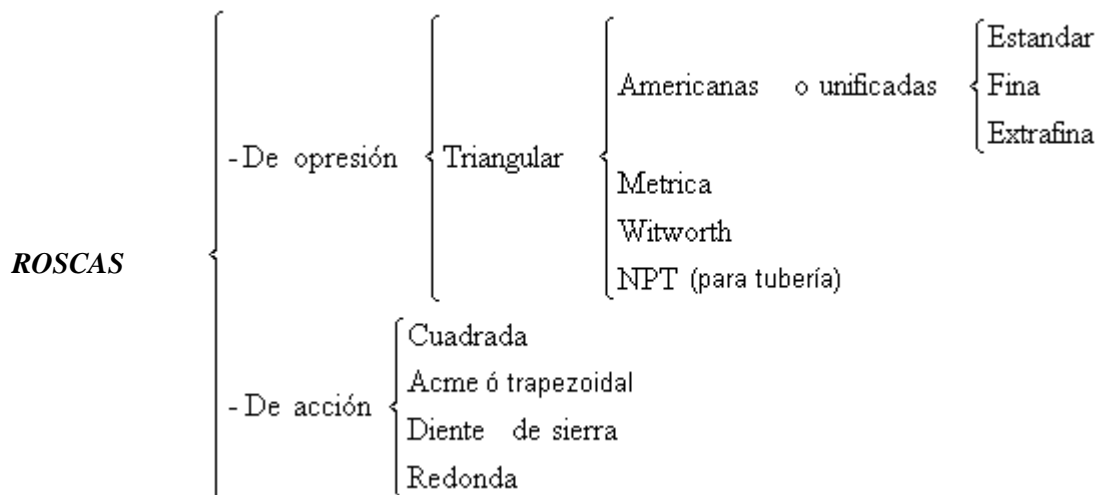 ROSCAS
- De opresión
Triangular
Americanas o unificadas
Estandar
Fina
Extrafina
Metrica
Witworth
NPT (para tubería)
- De acción
Cuadrada
Acme ó trapezoidal
Diente de sierra
Redonda